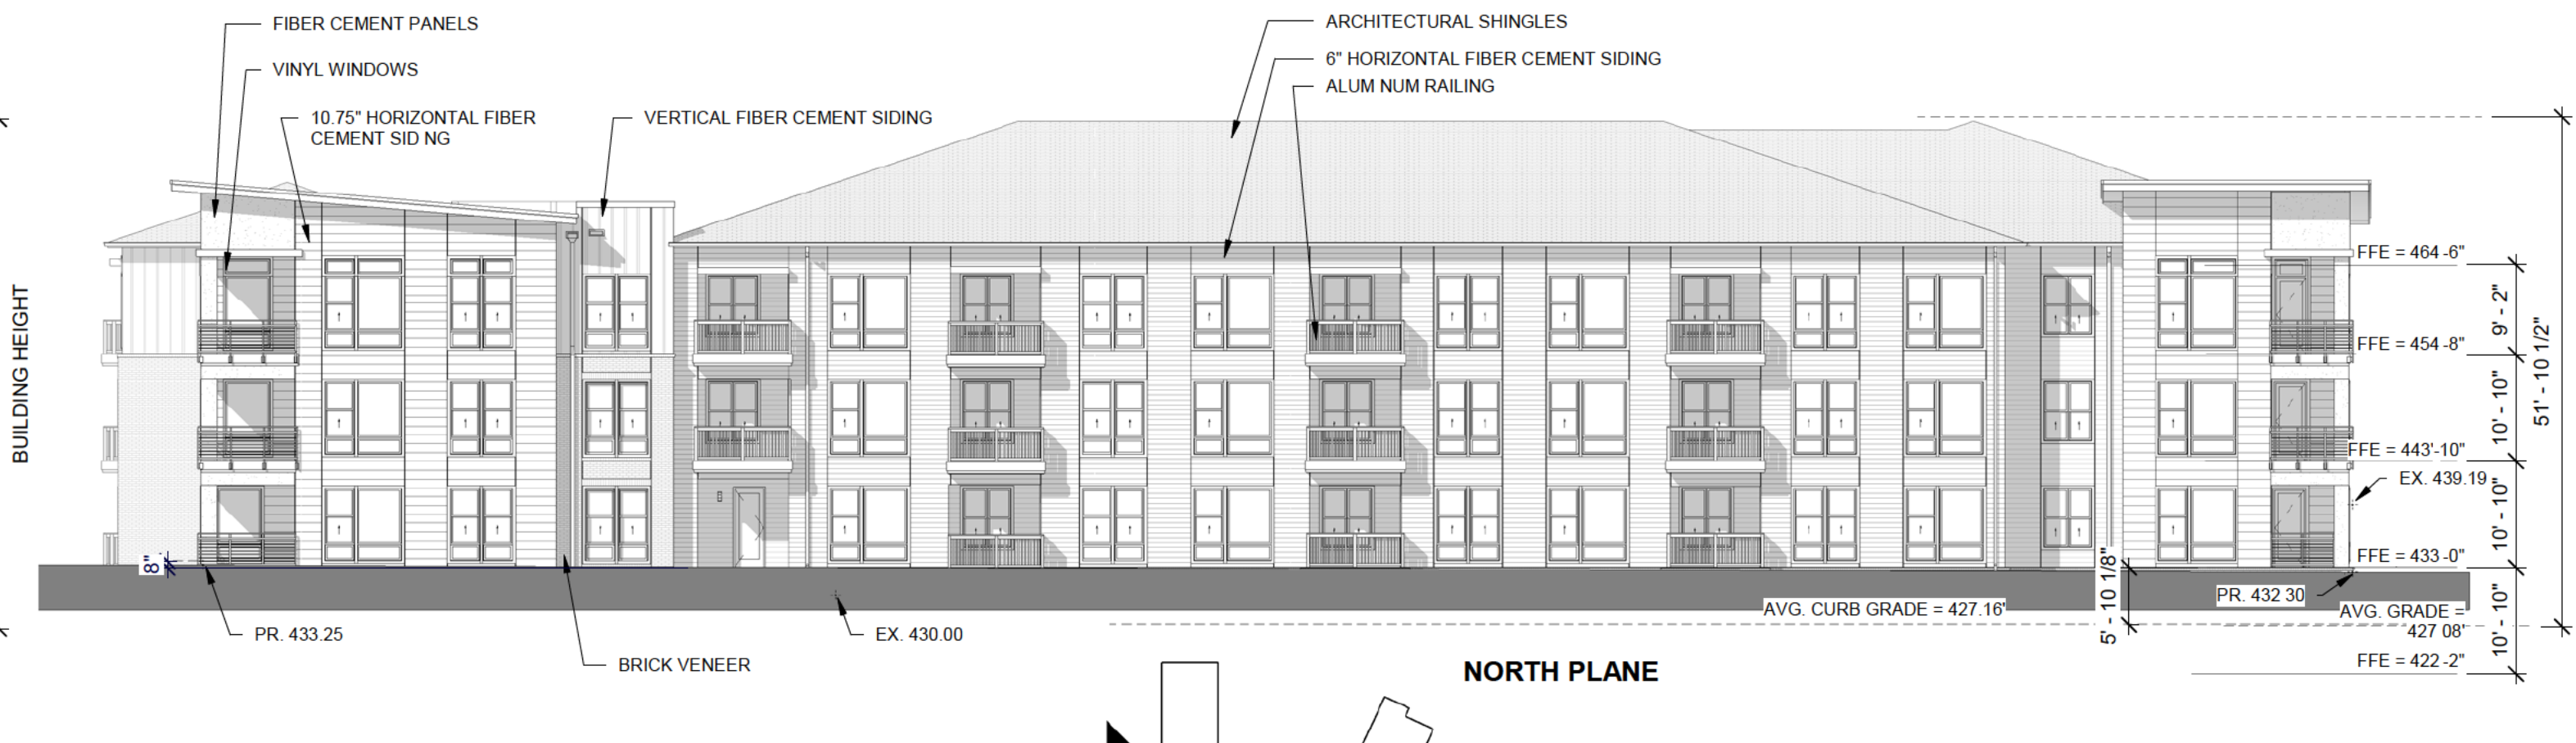 FIBER CEMENT PANELS
VINYL WINDOWS
10.75" HORIZONTAL FIBER
CEMENT SID NG
VERTICAL FIBER CEMENT SIDING
ARCHITECTURAL SHINGLES
6" HORIZONTAL FIBER CEMENT SIDING
ALUM NUM RAILING
BUILDING HEIGHT
FFE = 464 -6"
9' - 2"
FFE = 454 -8"
10' - 10"
51' - 10 1/2"
FFE = 443'-10"
EX. 439.19
10' - 10"
FFE = 433 -0"
8"
5' - 10 1/8"
PR. 432 30
AVG. CURB GRADE = 427.16'
AVG. GRADE =
427 08'
10' - 10"
FFE = 422 -2"
PR. 433.25
EX. 430.00
BRICK VENEER
NORTH PLANE